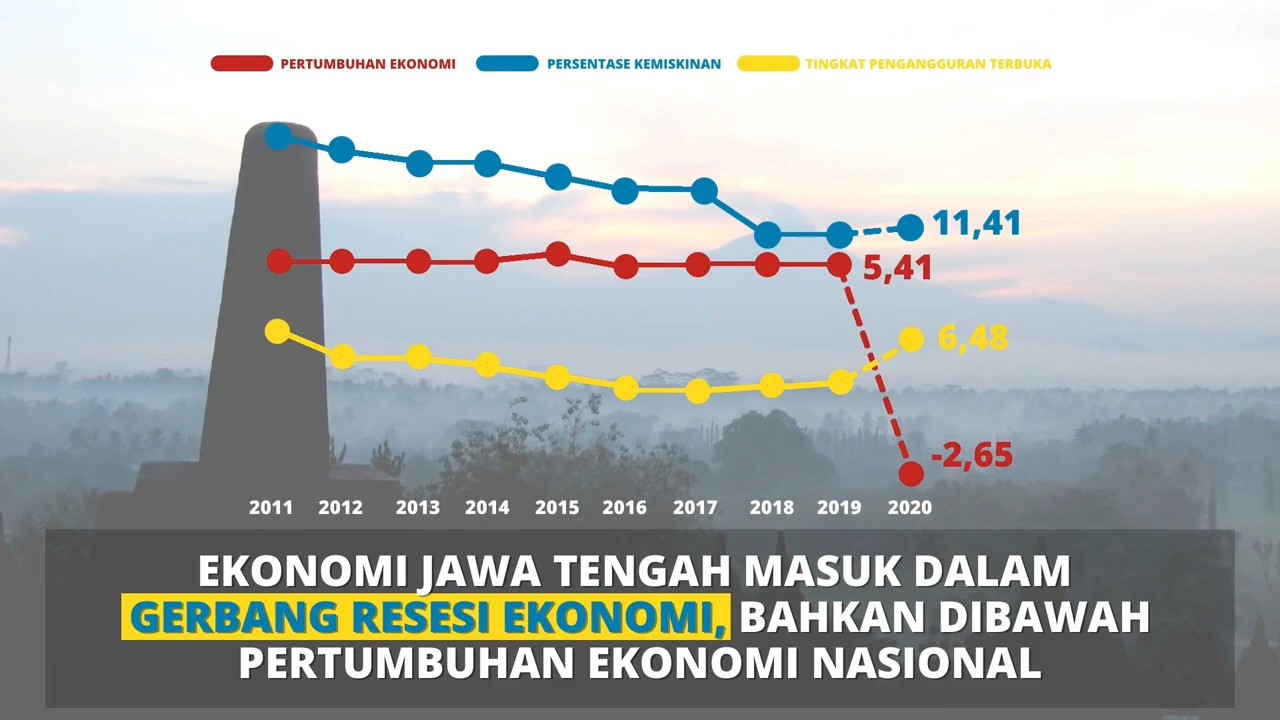 PERTUMBUHAN EKONOMI PERSENTASE KEMISKINAN TINGKAT PENGANGGURAN TERBUKA
11,41
5,41
6,48
-2,65
2011 2012 2013 2014 2015 2016 2017 2018 2019 2020
EKONOMI JAWA TENGAH MASUK DALAM
GERBANG RESESI EKONOMI, BAHKAN DIBAWAH
PERTUMBUHAN EKONOMI NASIONAL